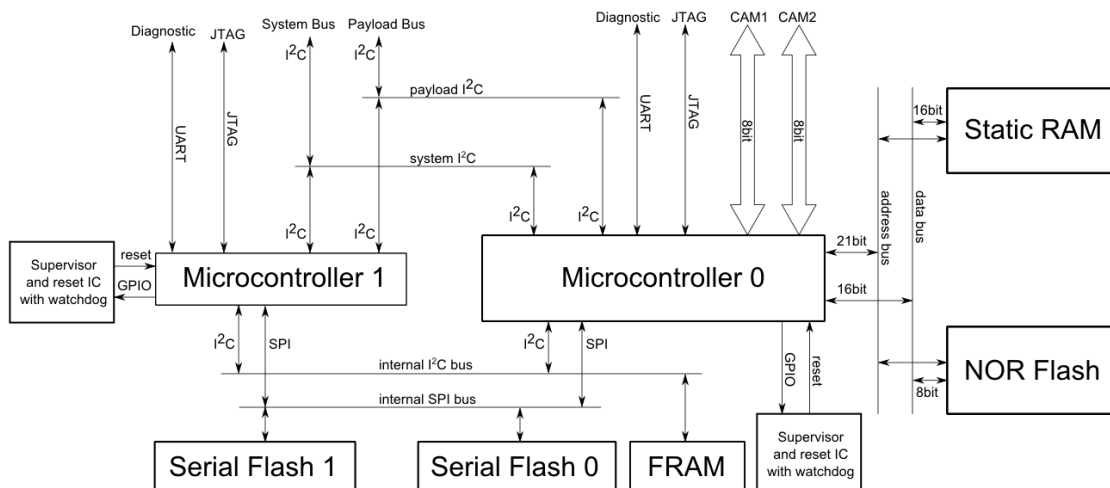 Diagnostic
JTAG
System Bus
Payload Bus
Diagnostic
JTAG
CAM1
CAM2
I²C
I²C
payload I²C
UART
JTAG
UART
JTAG
8bit
8bit
16bit
Static RAM
system I²C
I²C
I²C
I²C
I²C
address bus
data bus
21bit
16bit
Supervisor
and reset IC
with watchdog
reset
GPIO
Microcontroller 1
Microcontroller 0
I²C
SPI
I²C
SPI
GPIO
reset
internal I²C bus
internal SPI bus
NOR Flash
8bit
Serial Flash 1
Serial Flash 0
FRAM
Supervisor
and reset IC
with watchdog